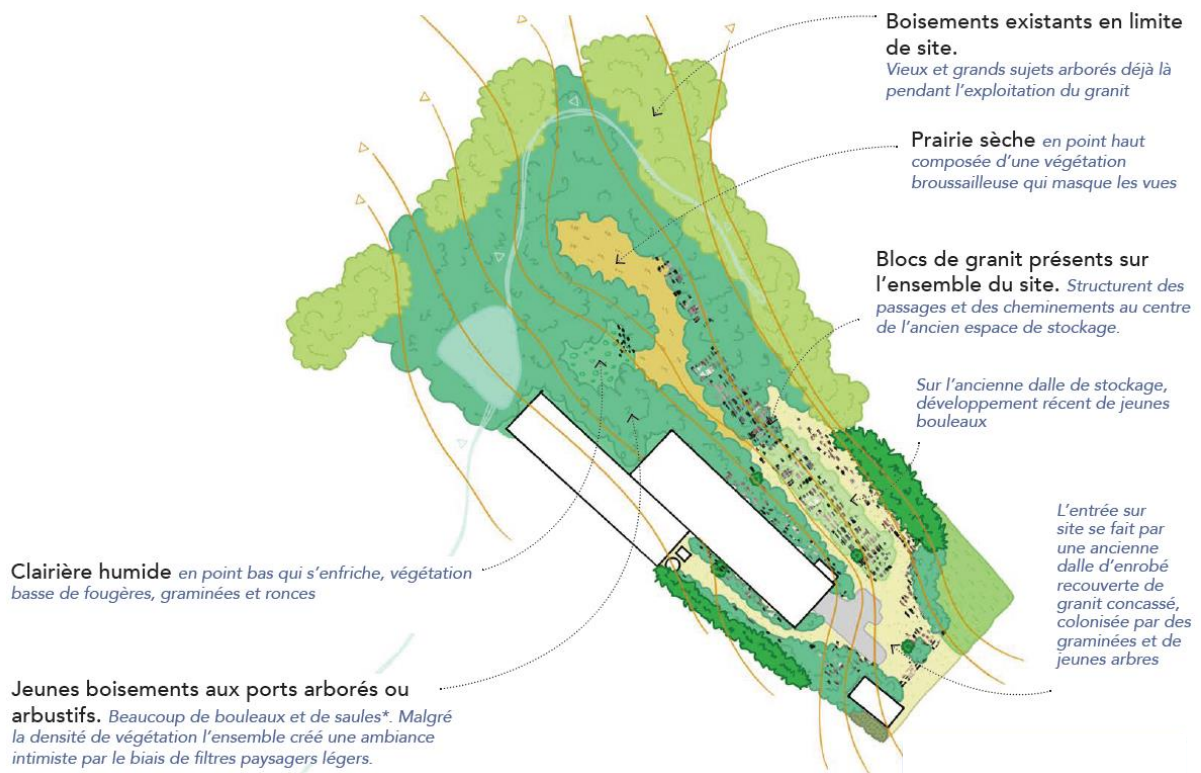 Boisements existants en limite
de site.
Vieux et grands sujets arborés déjà là
pendant l'exploitation du granit
Prairie sèche en point haut
composée d'une végétation
broussailleuse qui masque les vues
Blocs de granit présents sur
l'ensemble du site. Structurent des
passages et des cheminements au centre
de l'ancien espace de stockage.
Sur l'ancienne dalle de stockage,
développement récent de jeunes
bouleaux
L'entrée sur
site se fait par
une ancienne
dalle d'enrobé
recouverte de
granit concassé,
colonisée par des
graminées et de
jeunes arbres
Clairière humide en point bas qui s'enfriche, végétation
basse de fougères, graminées et ronces
Jeunes boisements aux ports arborés ou
arbustifs. Beaucoup de bouleaux et de saules*. Malgré
la densité de végétation l'ensemble créé une ambiance
intimiste par le biais de filtres paysagers légers.